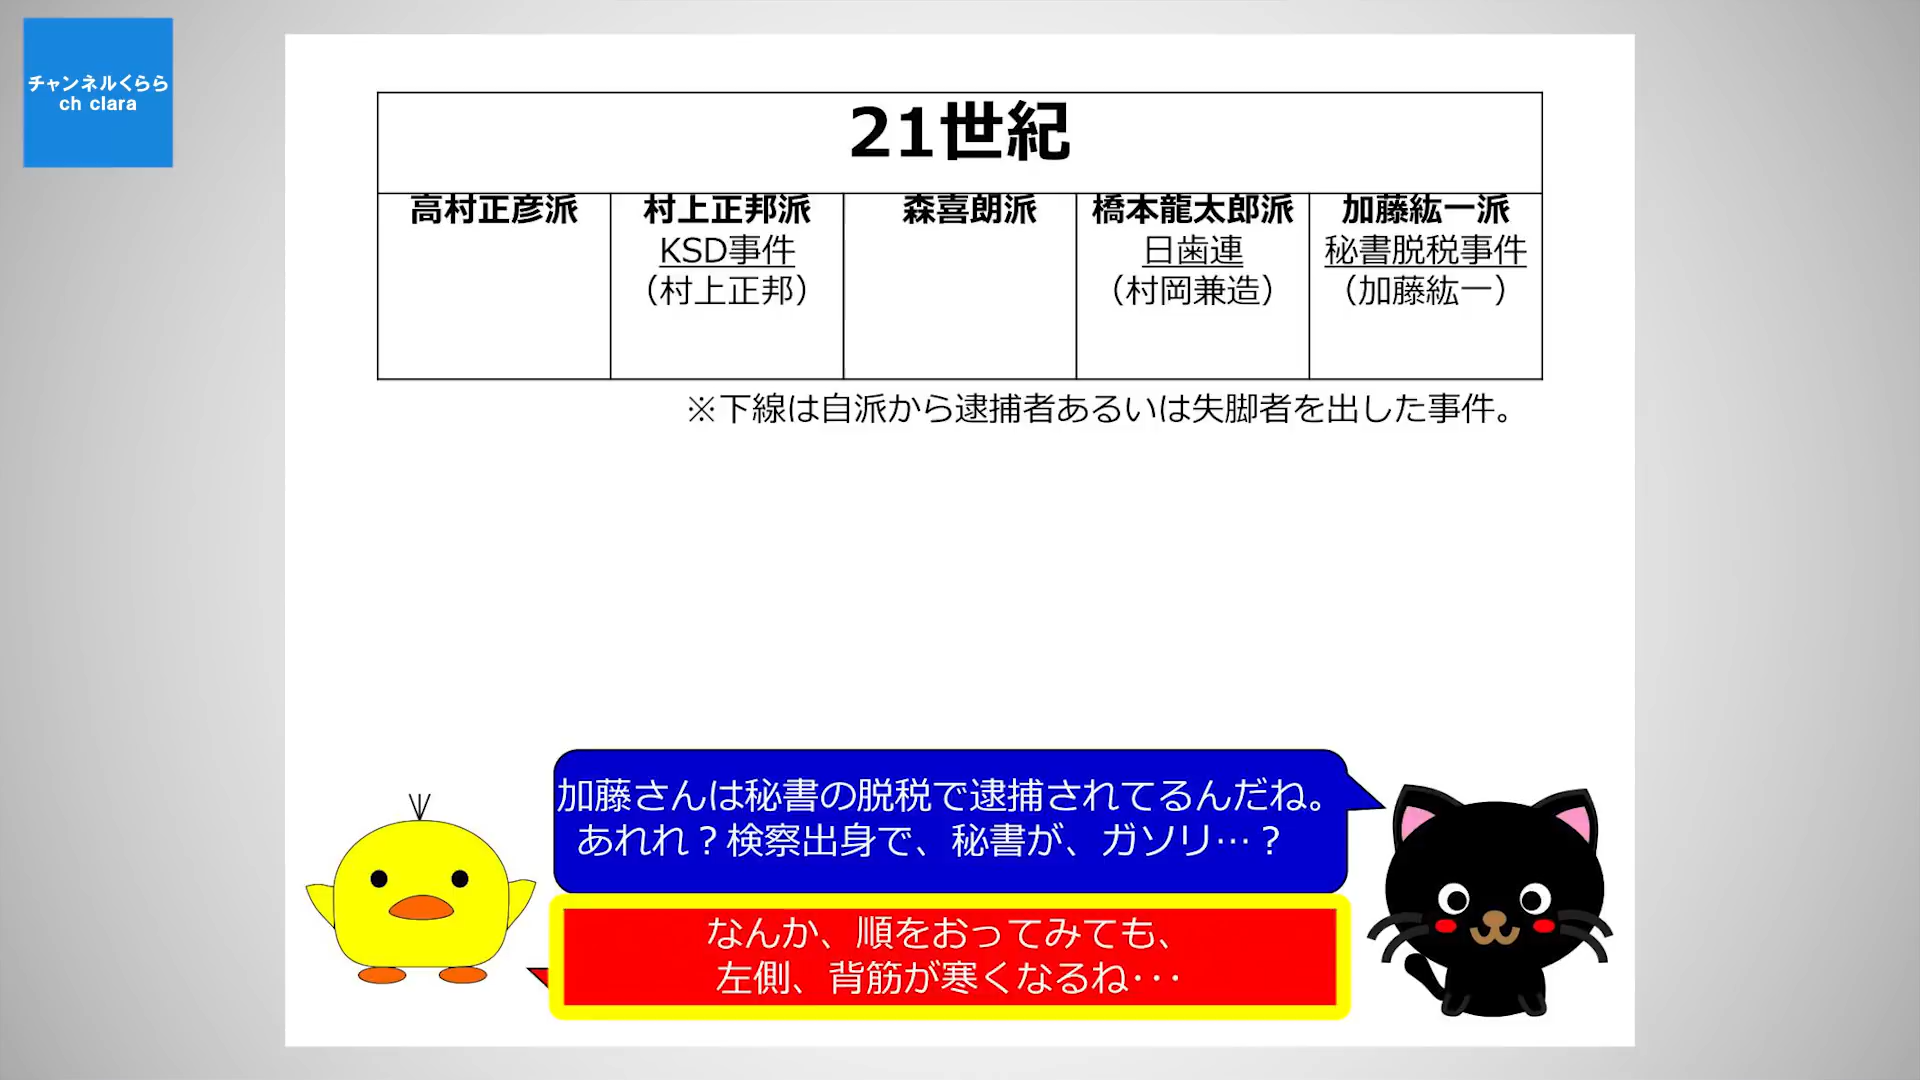 チャンネルくらら
ch clara
21世紀
高村正彦派
村上正邦派
KSD事件
（村上正邦）
森喜朗派
橋本龍太郎派
日歯連
（村岡兼造）
加藤紘一派
秘書脱税事件
（加藤紘一）
※下線は自派から逮捕者あるいは失脚者を出した事件。
加藤さんは秘書の脱税で逮捕されてるんだね。
あれれ？検察出身で、秘書が、ガソリ…？
なんか、順をおってみても、
左側、背筋が寒くなるね･･･